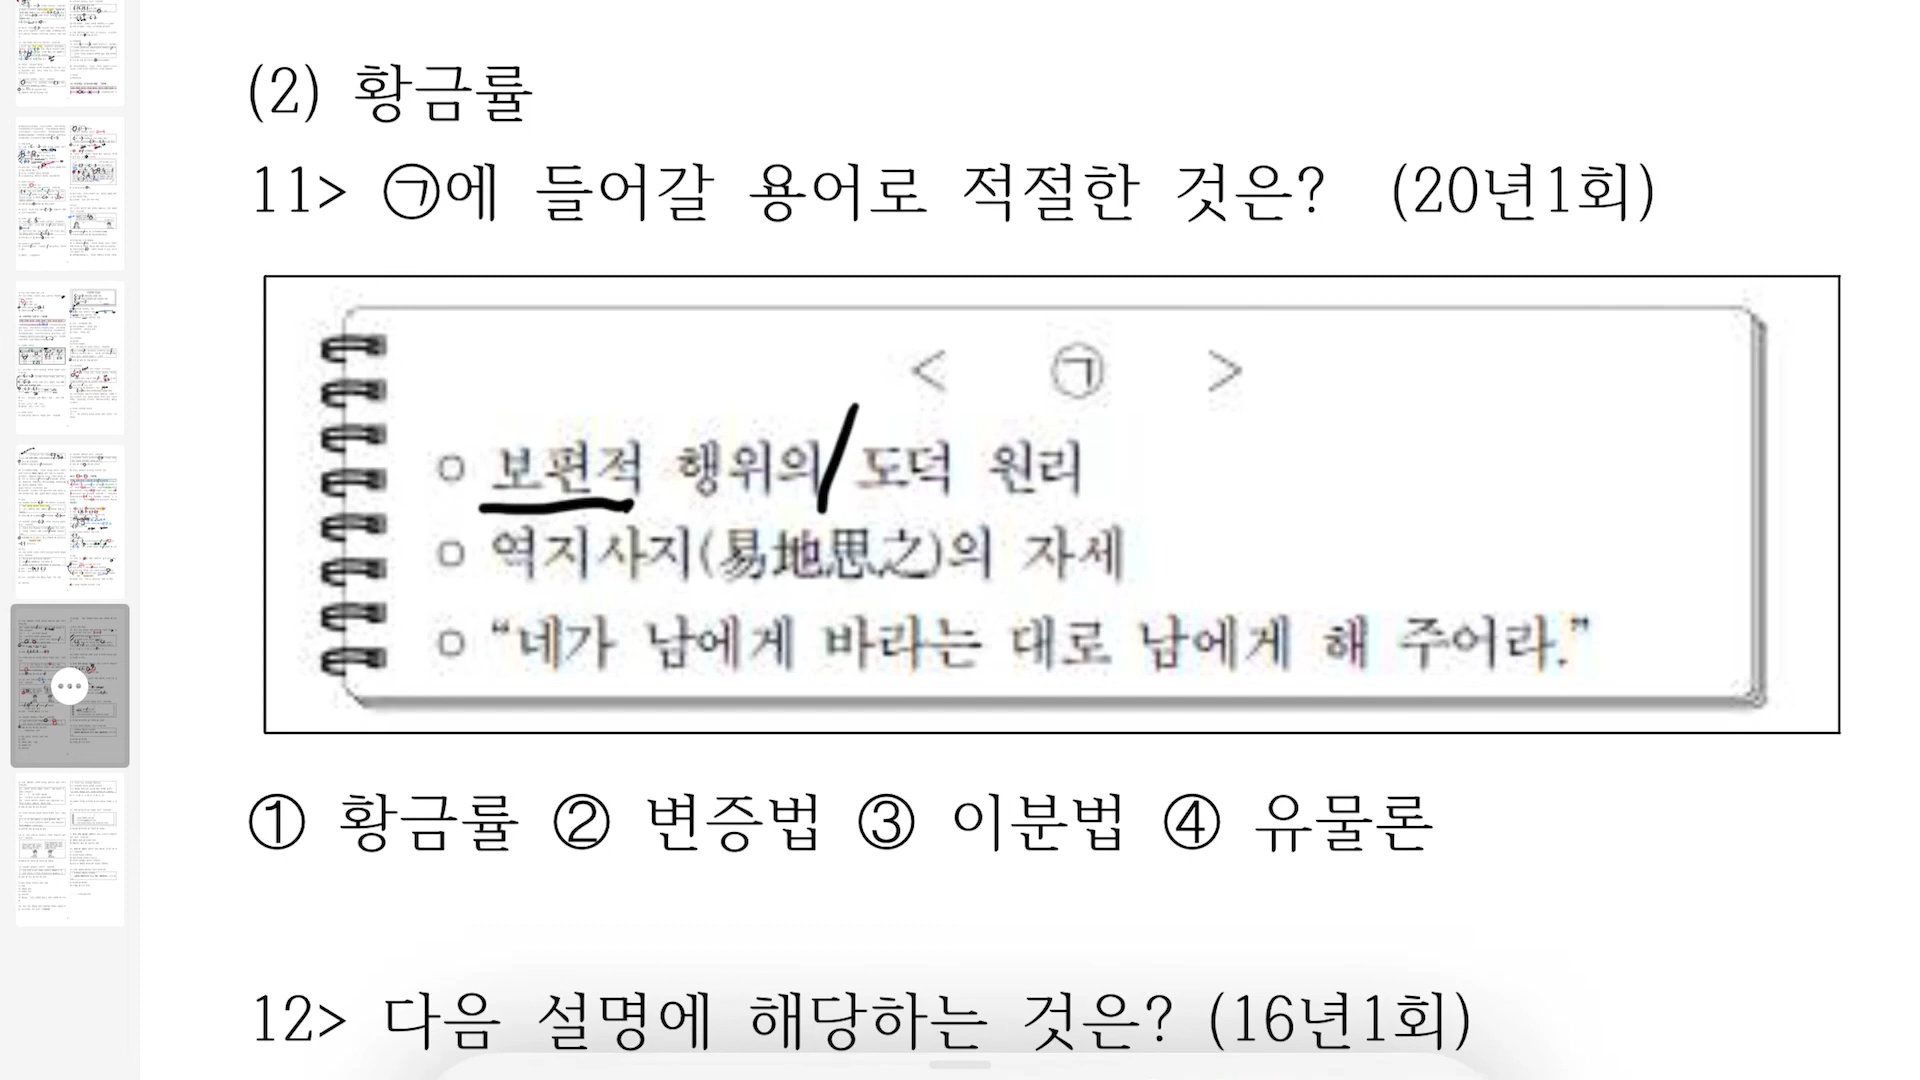 (2) 황금률
11> ㉠에 들어갈 용어로 적절한 것은? (20년1회)
< ㉠ >
○ 보편적 행위의 도덕 원리
○ 역지사지(易地思之)의 자세
○ “네가 남에게 바라는 대로 남에게 해 주어라.”
① 황금률 ② 변증법 ③ 이분법 ④ 유물론
12> 다음 설명에 해당하는 것은? (16년1회)